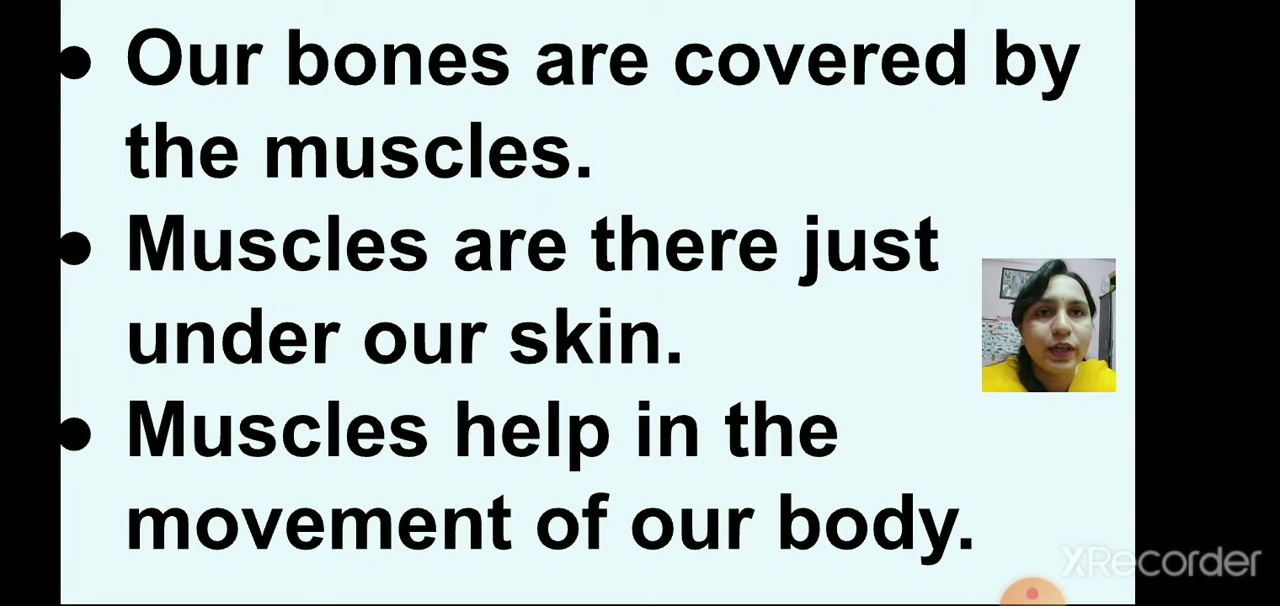 • Our bones are covered by
the muscles.
• Muscles are there just
under our skin.
• Muscles help in the
movement of our body.
XRecorder